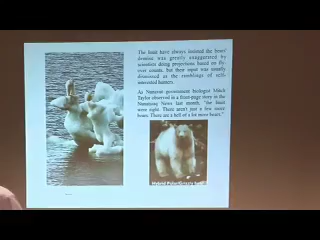 The Inuit have always insisted the bears'
demise was greatly exaggerated by
scientists doing projections based on fly-
over counts, but their input was usually
dismissed as the ramblings of self-
interested hunters.
As Nunavut government biologist Mitch
Taylor observed in a front-page story in the
Nunatsiaq News last month, "the Inuit
were right. There aren't just a few more
bears. There are a hell of a lot more bears."
Hybrid Polar/Grizzly bear